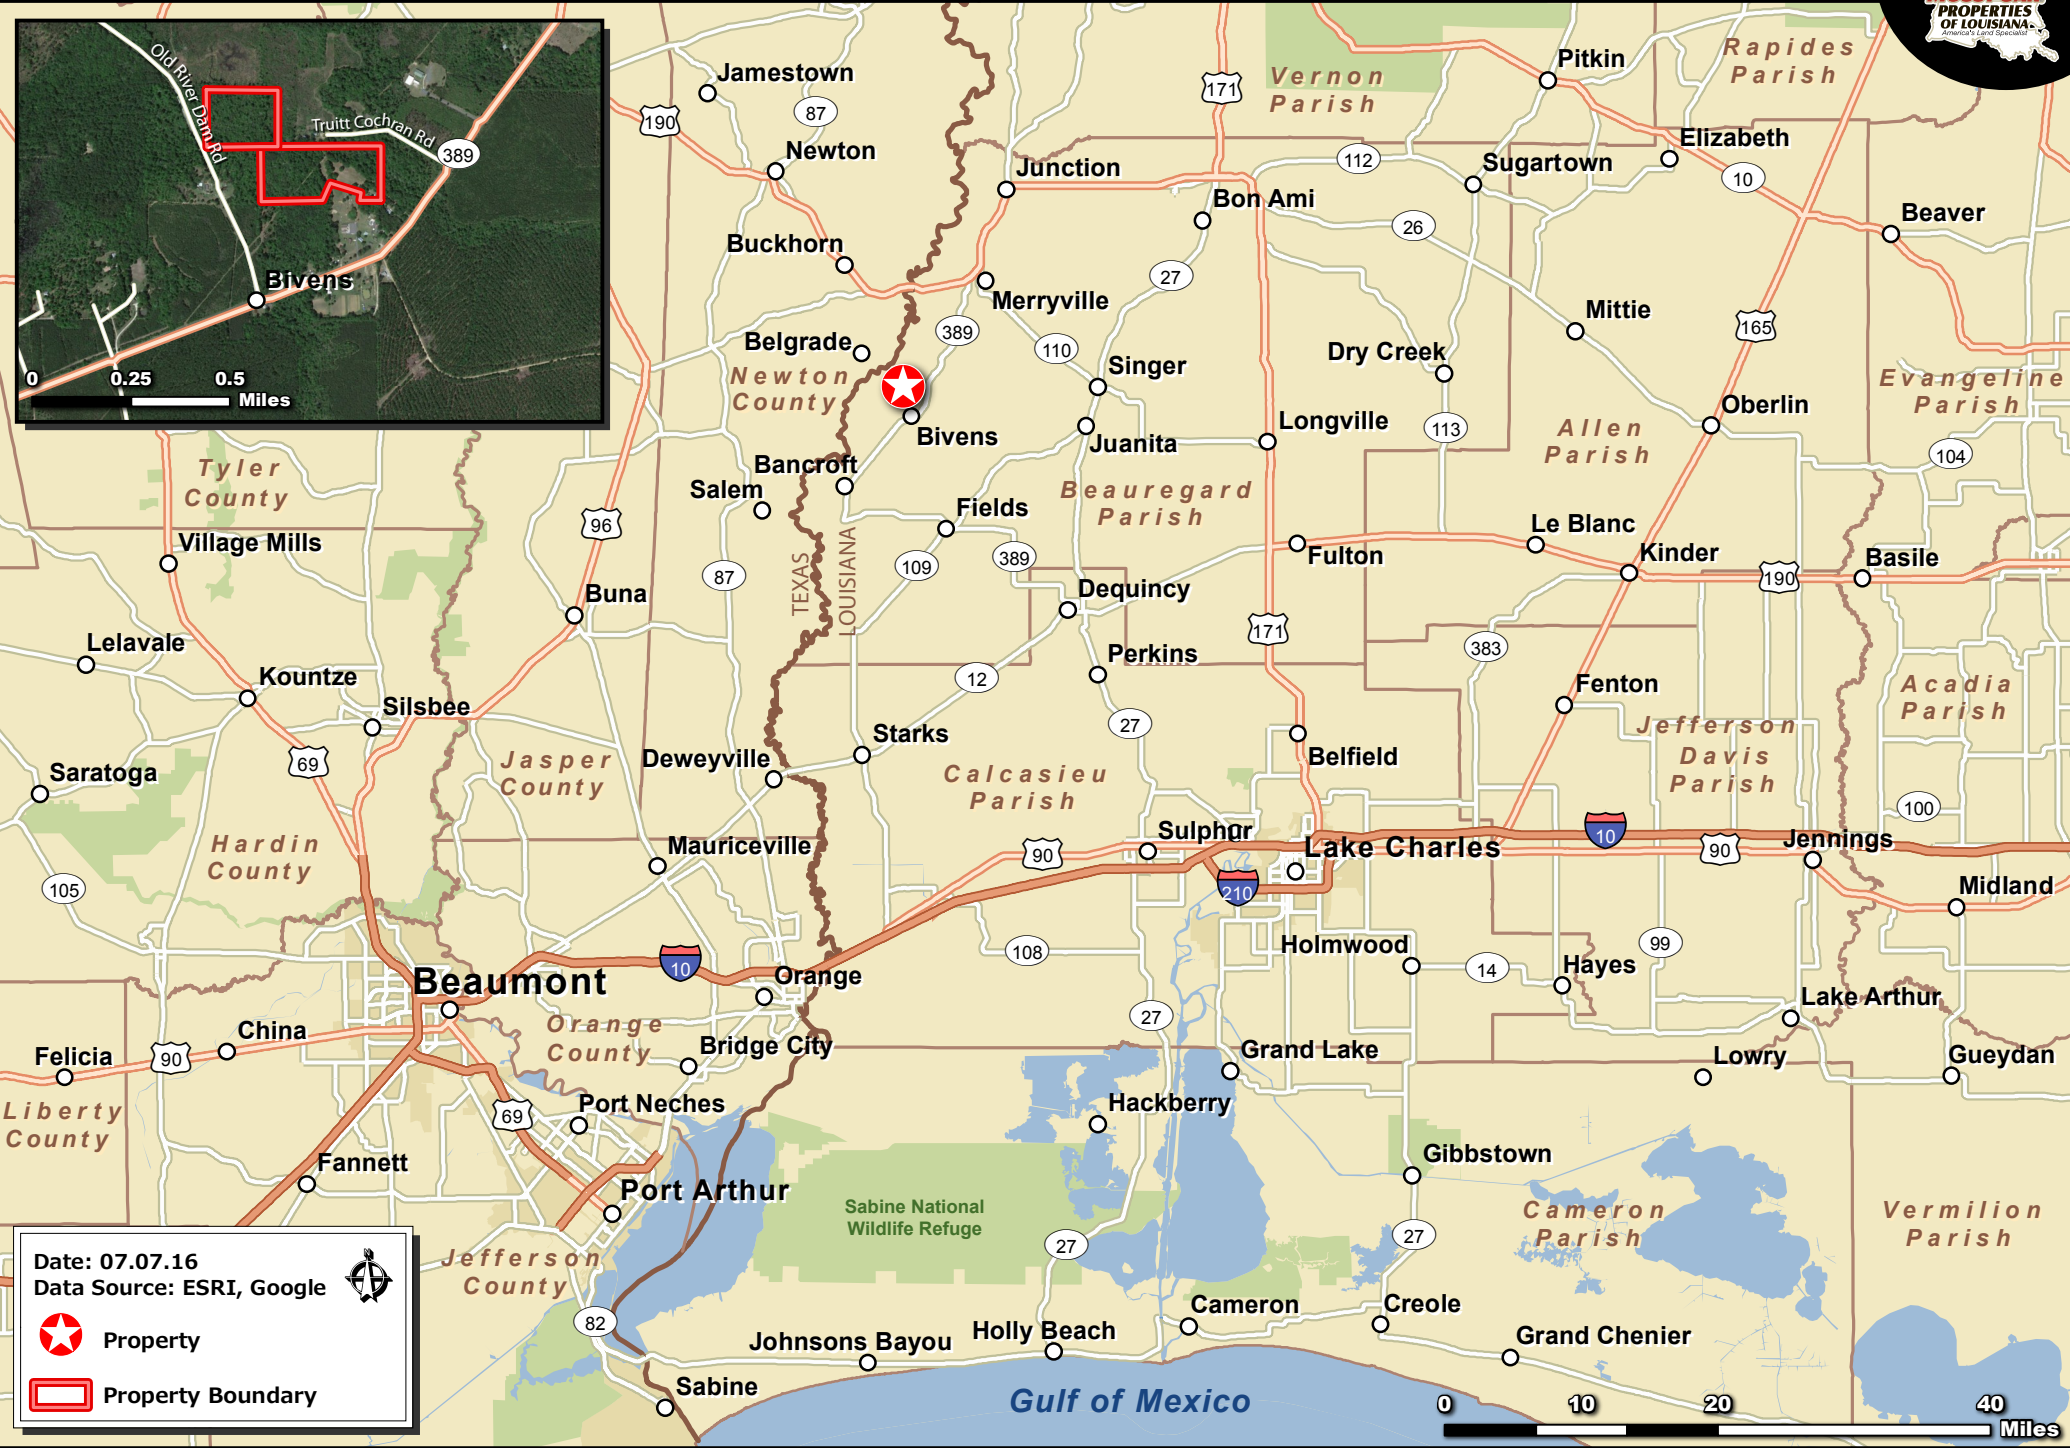 PROPERTIES
OF LOUISIANA
America's Land Specialist
Old River Dam Rd
Truitt Cochran Rd
389
Bivens
0 0.25 0.5
Miles
Jamestown
87
190
Newton
171
Vernon
Parish
Pitkin
Rapides
Parish
Elizabeth
Junction
112
Sugartown
10
Bon Ami
26
Beaver
Buckhorn
27
Merryville
389
Mittie
165
Belgrade
110
Singer
Dry Creek
Newton
County
Evangeline
Parish
Oberlin
Bivens
Juanita
Longville
113
Allen
Parish
104
Tyler
County
Bancroft
Salem
Beauregard
Parish
Fields
96
Village Mills
TEXAS
LOUISIANA
109
389
Fulton
Le Blanc
Kinder
190
Basile
87
Buna
Dequincy
171
Lelavale
383
Kountze
Perkins
12
Silsbee
Fenton
Acadia
Parish
27
Jefferson
Davis
Parish
69
Starks
Belfield
Jasper
County
Deweyville
Saratoga
Calcasieu
Parish
100
Hardin
County
Mauriceville
90
Sulphur
Lake Charles
10
90
Jennings
105
210
Midland
Holmwood
99
108
14
Hayes
10
Orange
Beaumont
Lake Arthur
27
Orange
County
China
Bridge City
Grand Lake
Felicia
90
Lowry
Gueydan
Liberty
County
69
Port Neches
Hackberry
Gibbstown
Fannett
Port Arthur
Sabine National
Wildlife Refuge
Cameron
Parish
Vermilion
Parish
27
27
Jefferson
County
Date: 07.07.16
Data Source: ESRI, Google
Property
Property Boundary
82
Cameron
Creole
Johnsons Bayou
Holly Beach
Grand Chenier
Sabine
Gulf of Mexico
0 10 20 40
Miles